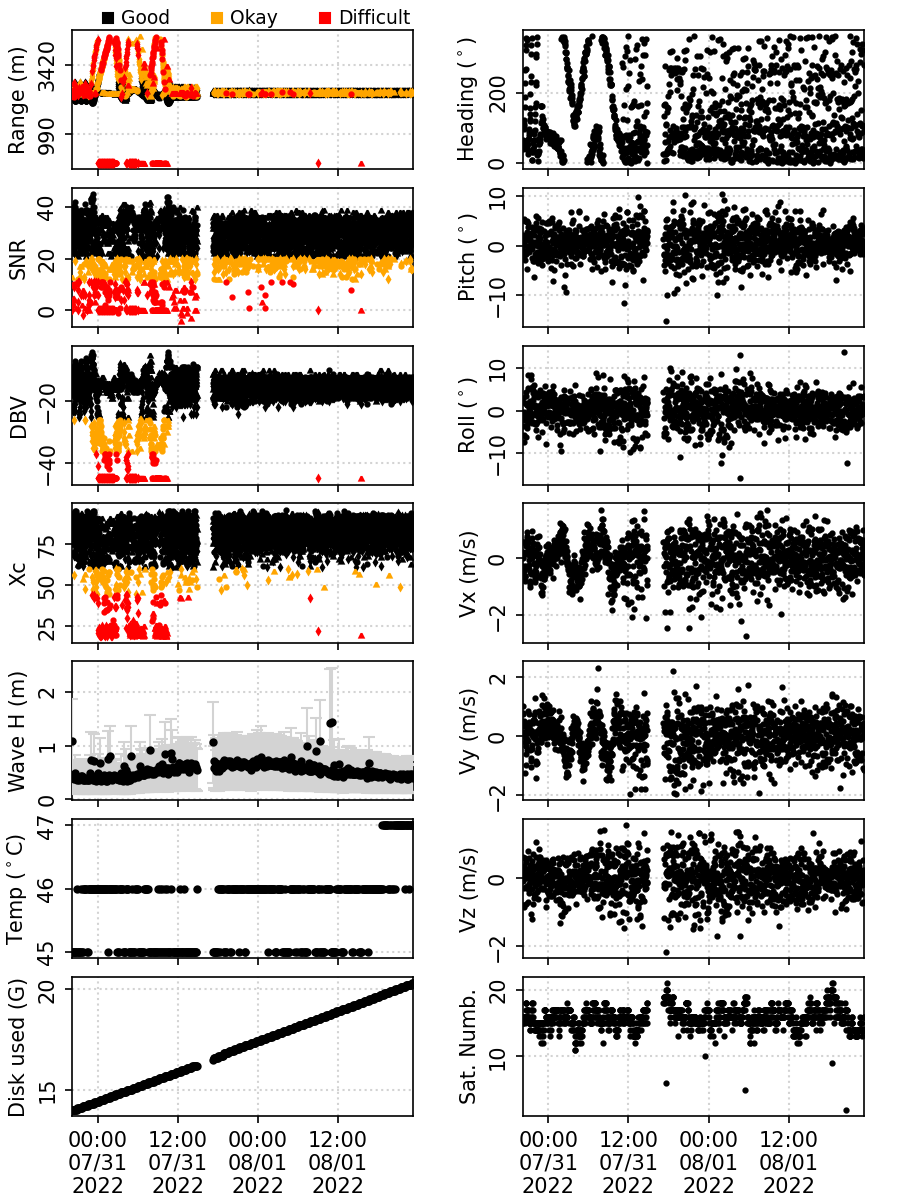 Good Okay Difficult
Range (m)
3420
990
SNR
40
20
0
DBV
−20
−40
Xc
75
50
25
Wave H (m)
2
1
0
Temp (°C)
47
46
45
Disk used (G)
20
15
00:00 12:00 00:00 12:00
07/31 07/31 08/01 08/01
2022 2022 2022 2022
Heading (°)
200
0
Pitch (°)
10
0
−10
Roll (°)
10
0
−10
Vx (m/s)
0
−2
Vy (m/s)
2
0
−2
Vz (m/s)
0
−2
Sat. Numb.
20
10
00:00 12:00 00:00 12:00
07/31 07/31 08/01 08/01
2022 2022 2022 2022